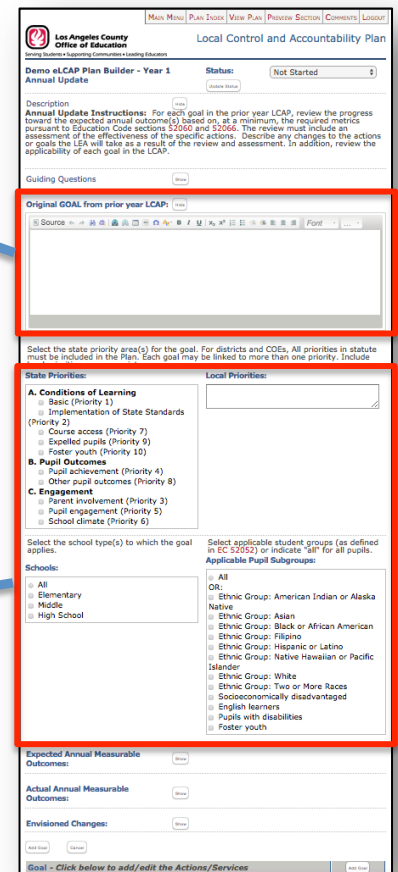 MAIN MENU PLAN INDEX VIEW PLAN PREVIEW SECTION COMMENTS LOGOUT
Los Angeles County
Office of Education
Serving Students • Supporting Communities • Leading Educators
Local Control and Accountability Plan
Demo eLCAP Plan Builder - Year 1
Annual Update
Status:
Not Started
Update Status
Description
Hide
Annual Update Instructions: For each goal in the prior year LCAP, review the progress
toward the expected annual outcome(s) based on, at a minimum, the required metrics
pursuant to Education Code sections 52060 and 52066. The review must include an
assessment of the effectiveness of the specific actions. Describe any changes to the actions
or goals the LEA will take as a result of the review and assessment. In addition, review the
applicability of each goal in the LCAP.
Guiding Questions
Show
Original GOAL from prior year LCAP:
Hide
Source
B I U
Font
Select the state priority area(s) for the goal. For districts and COEs, All priorities in statute
must be included in the Plan. Each goal may be linked to more than one priority. Include
State Priorities:
Local Priorities:
A. Conditions of Learning
Basic (Priority 1)
Implementation of State Standards
(Priority 2)
Course access (Priority 7)
Expelled pupils (Priority 9)
Foster youth (Priority 10)
B. Pupil Outcomes
Pupil achievement (Priority 4)
Other pupil outcomes (Priority 8)
C. Engagement
Parent involvement (Priority 3)
Pupil engagement (Priority 5)
School climate (Priority 6)
Select the school type(s) to which the goal
applies.
Schools:
All
Elementary
Middle
High School
Select applicable student groups (as defined
in EC 52052) or indicate "all" for all pupils.
Applicable Pupil Subgroups:
All
OR:
Ethnic Group: American Indian or Alaska
Native
Ethnic Group: Asian
Ethnic Group: Black or African American
Ethnic Group: Filipino
Ethnic Group: Hispanic or Latino
Ethnic Group: Native Hawaiian or Pacific
Islander
Ethnic Group: White
Ethnic Group: Two or More Races
Socioeconomically disadvantaged
English learners
Pupils with disabilities
Foster youth
Expected Annual Measurable
Outcomes:
Show
Actual Annual Measurable
Outcomes:
Show
Envisioned Changes:
Show
Add Goal
Cancel
Goal - Click below to add/edit the Actions/Services
Add Goal